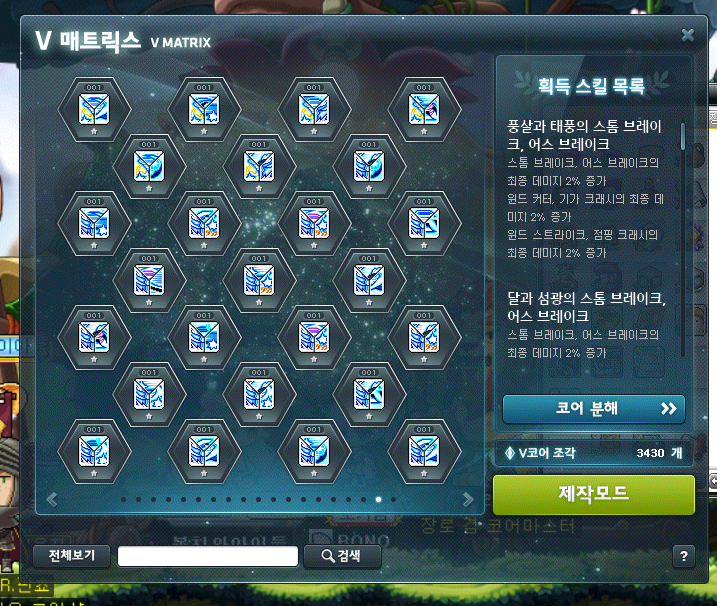 V 매트릭스 V MATRIX
획득 스킬 목록
풍살과 태풍의 스톰 브레이
크, 어스 브레이크
스톰 브레이크, 어스 브레이크의
최종 데미지 2% 증가
윈드 커터, 기가 크래시의 최종 데
미지 2% 증가
윈드 스트라이크, 점핑 크래시의
최종 데미지 2% 증가
달과 섬광의 스톰 브레이크,
어스 브레이크
스톰 브레이크, 어스 브레이크의
최종 데미지 2% 증가
001 001 001 001
001 001 001
001 001 001 001
001 001 001
001 001 001 001
001 001 001
001 001 001 001
코어 분해
V코어 조각 3430 개
제작모드
장로 겸 코어마스터
전체보기 검색 ?